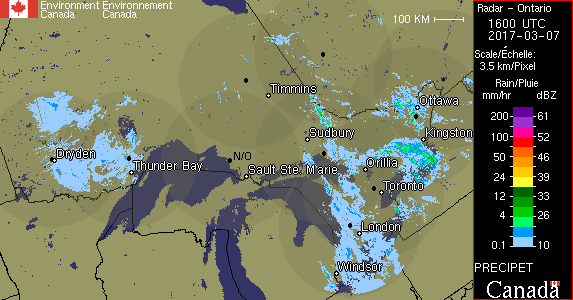 Environment Environnement
Canada Canada
100 KM
Timmins
Ottawa
Sudbury
Kingston
Dryden
Thunder Bay
N/O
Sault Ste. Marie
Orillia
Toronto
London
Windsor
Radar - Ontario
1600 UTC
2017-03-07
Scale/Échelle:
3.5 km/Pixel
Rain/Pluie
mm/hr dBZ
200 61
100 52
50 46
24 39
12 33
4 26
0.1 10
PRECIPET
Canada